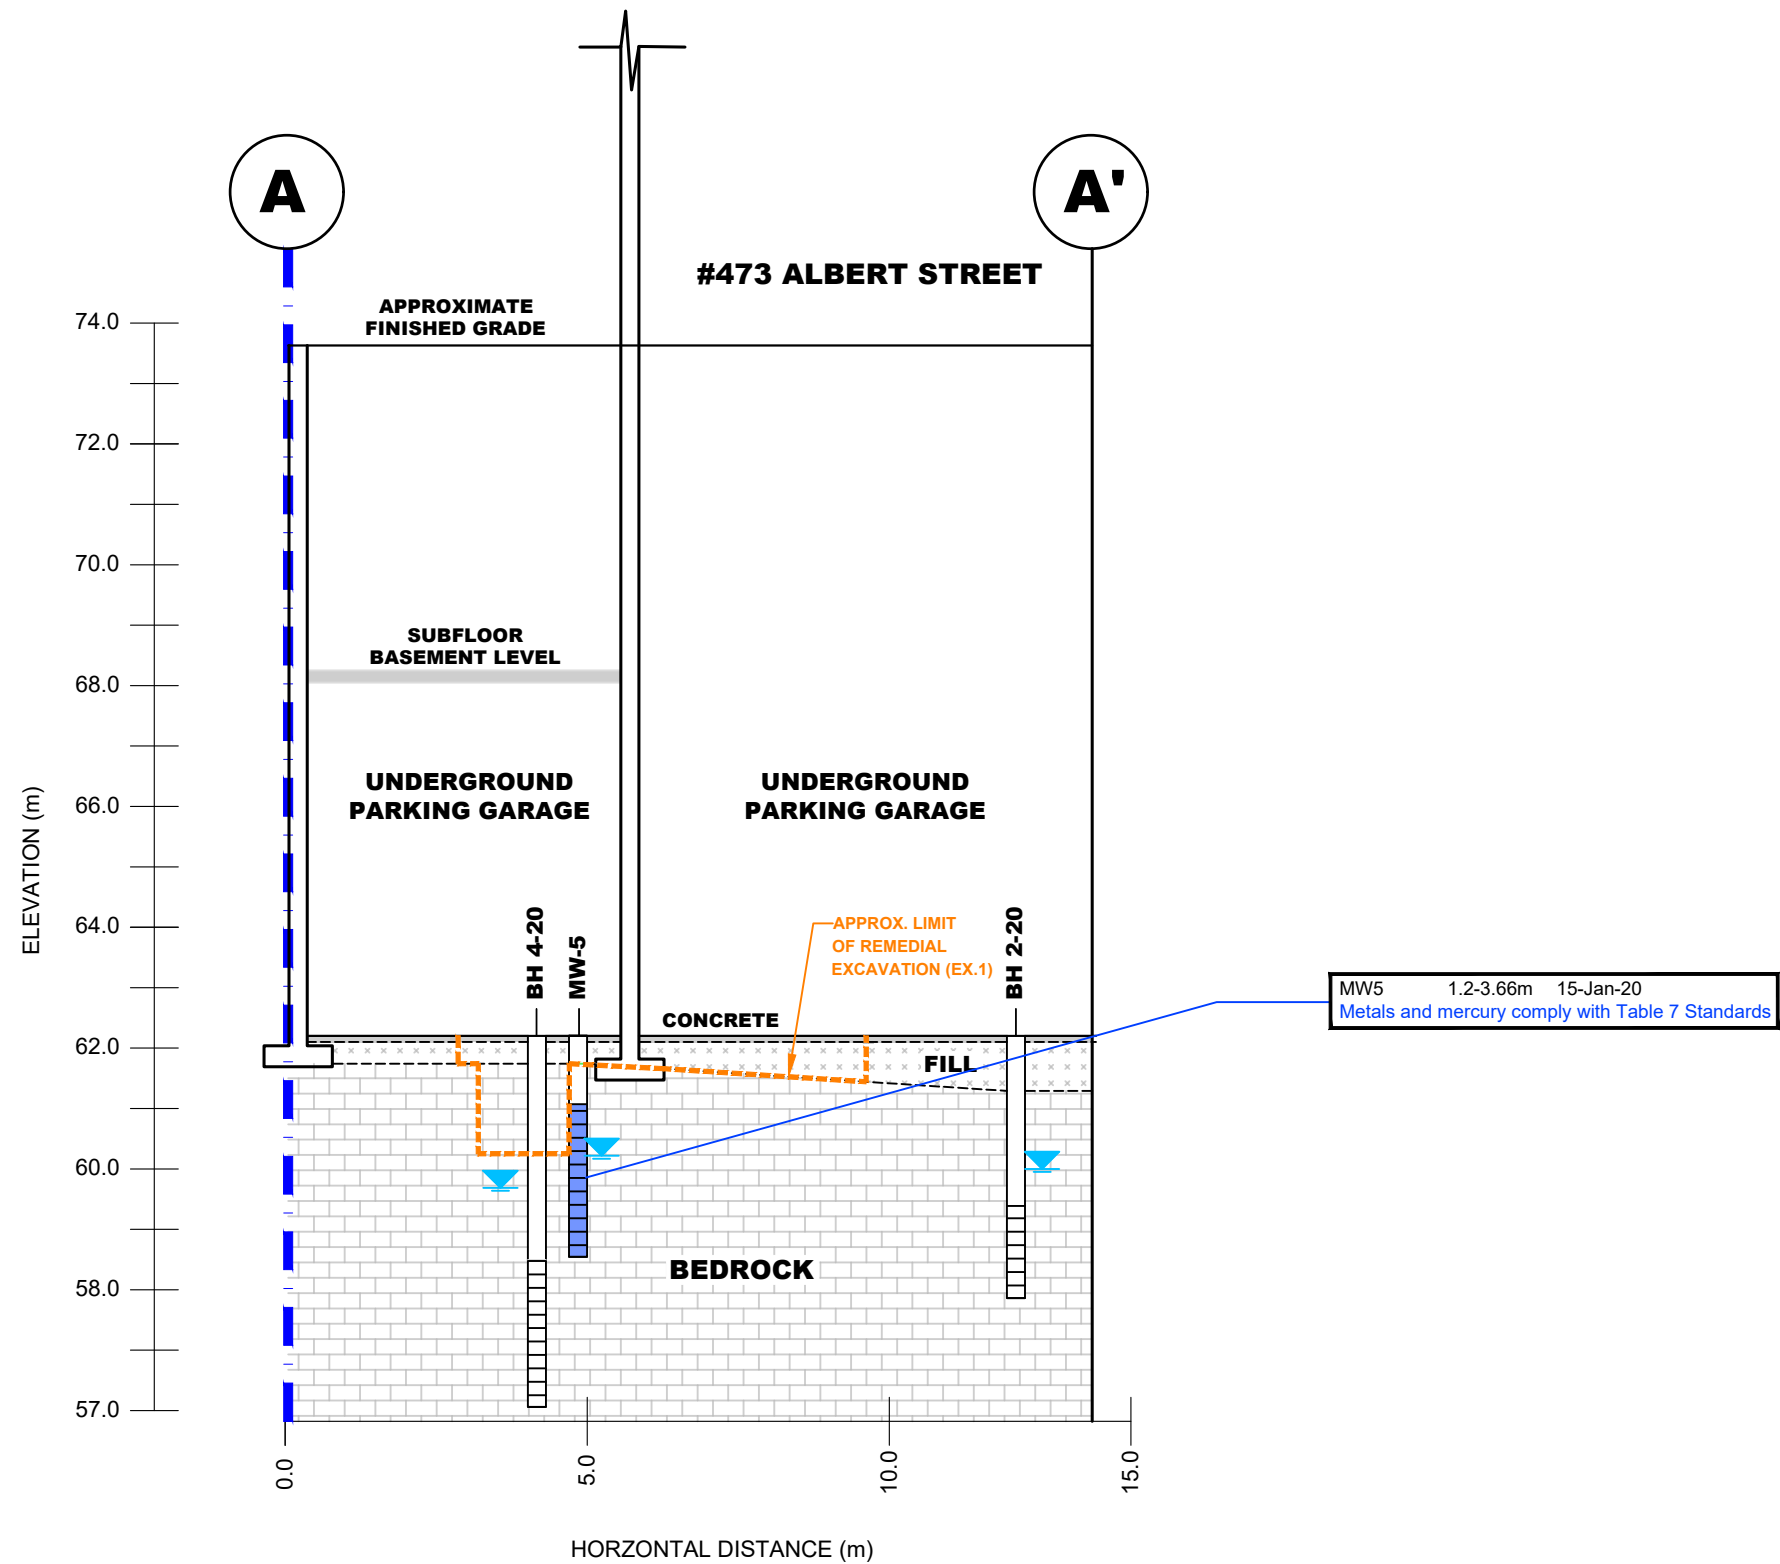 A
A'
#473 ALBERT STREET
APPROXIMATE
FINISHED GRADE
74.0
72.0
70.0
SUBFLOOR
BASEMENT LEVEL
68.0
UNDERGROUND
PARKING GARAGE
UNDERGROUND
PARKING GARAGE
66.0
ELEVATION (m)
64.0
BH 4-20
MW-5
APPROX. LIMIT
OF REMEDIAL
EXCAVATION (EX.1)
BH 2-20
MW5 1.2-3.66m 15-Jan-20
Metals and mercury comply with Table 7 Standards
CONCRETE
62.0
FILL
60.0
BEDROCK
58.0
57.0
0.0
5.0
10.0
15.0
HORZONTAL DISTANCE (m)